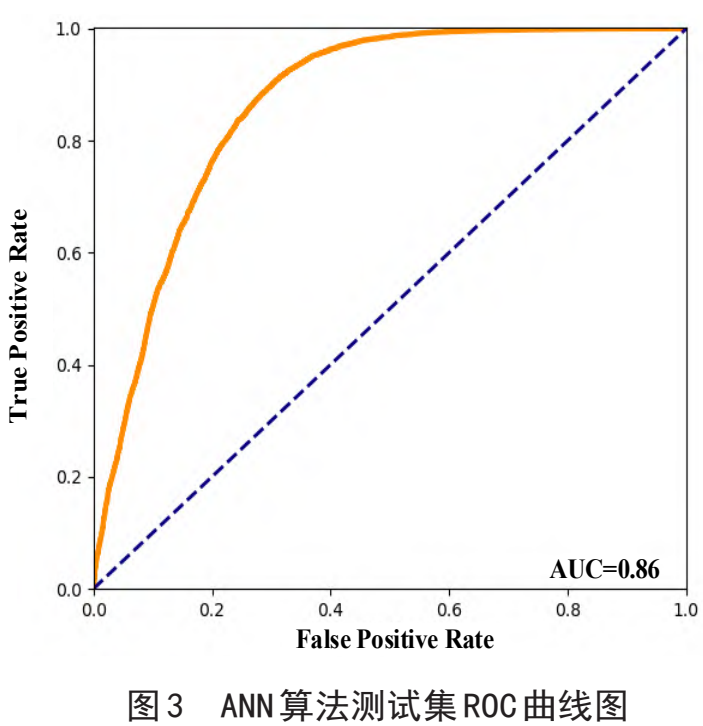 1.0
0.8
0.6
0.4
0.2
0.0
True Positive Rate
AUC=0.86
0.0 0.2 0.4 0.6 0.8 1.0
False Positive Rate
图3 ANN算法测试集ROC曲线图